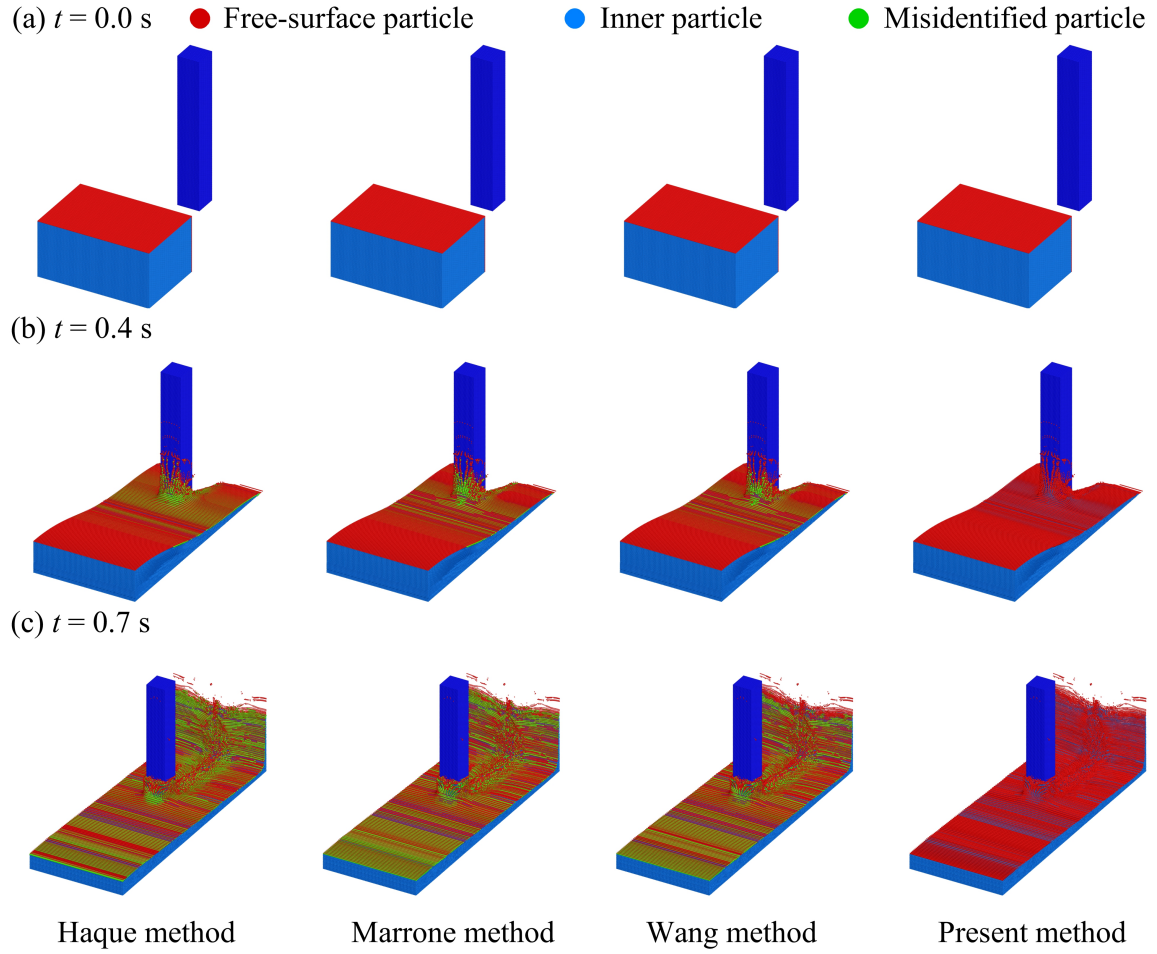 (a) t = 0.0 s Free-surface particle Inner particle Misidentified particle
(b) t = 0.4 s
(c) t = 0.7 s
Haque method Marrone method Wang method Present method